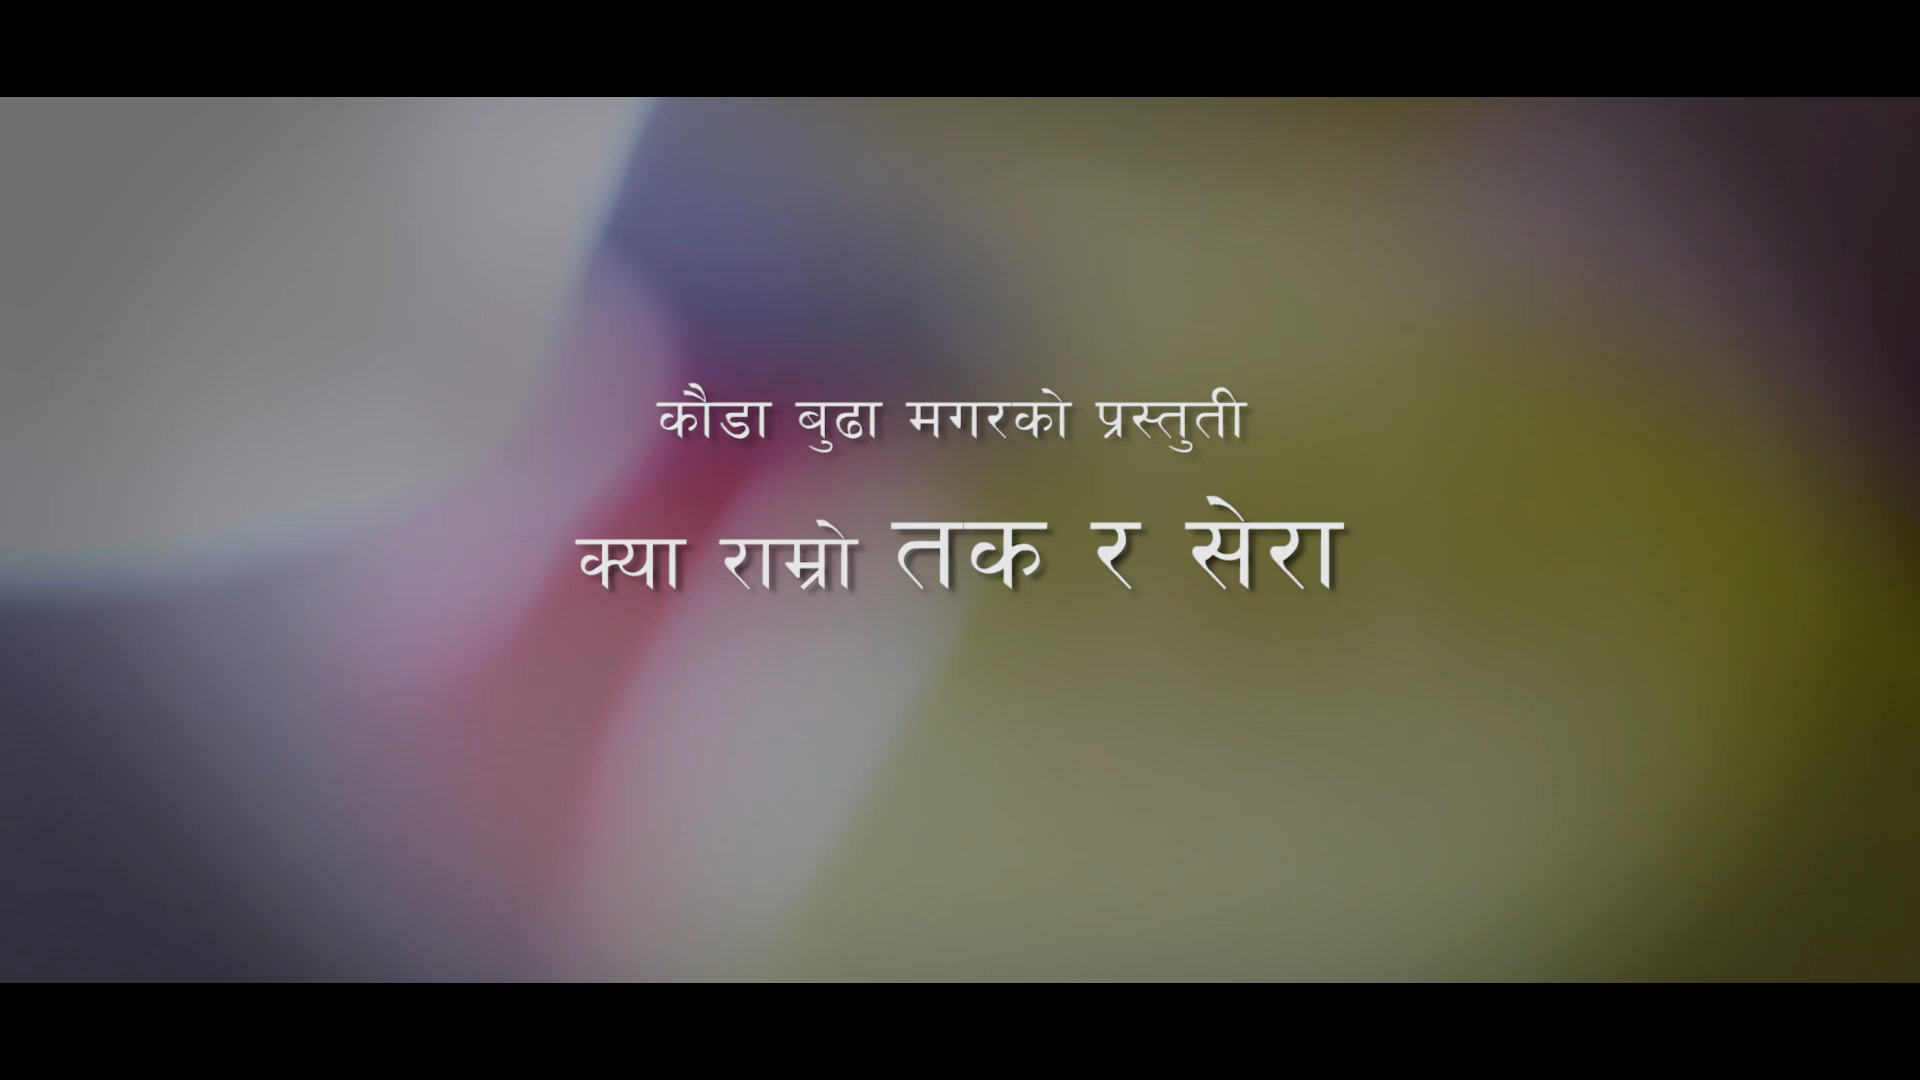 कौडा बुढा मगरको प्रस्तुती
क्या राम्रो तक र सेरा